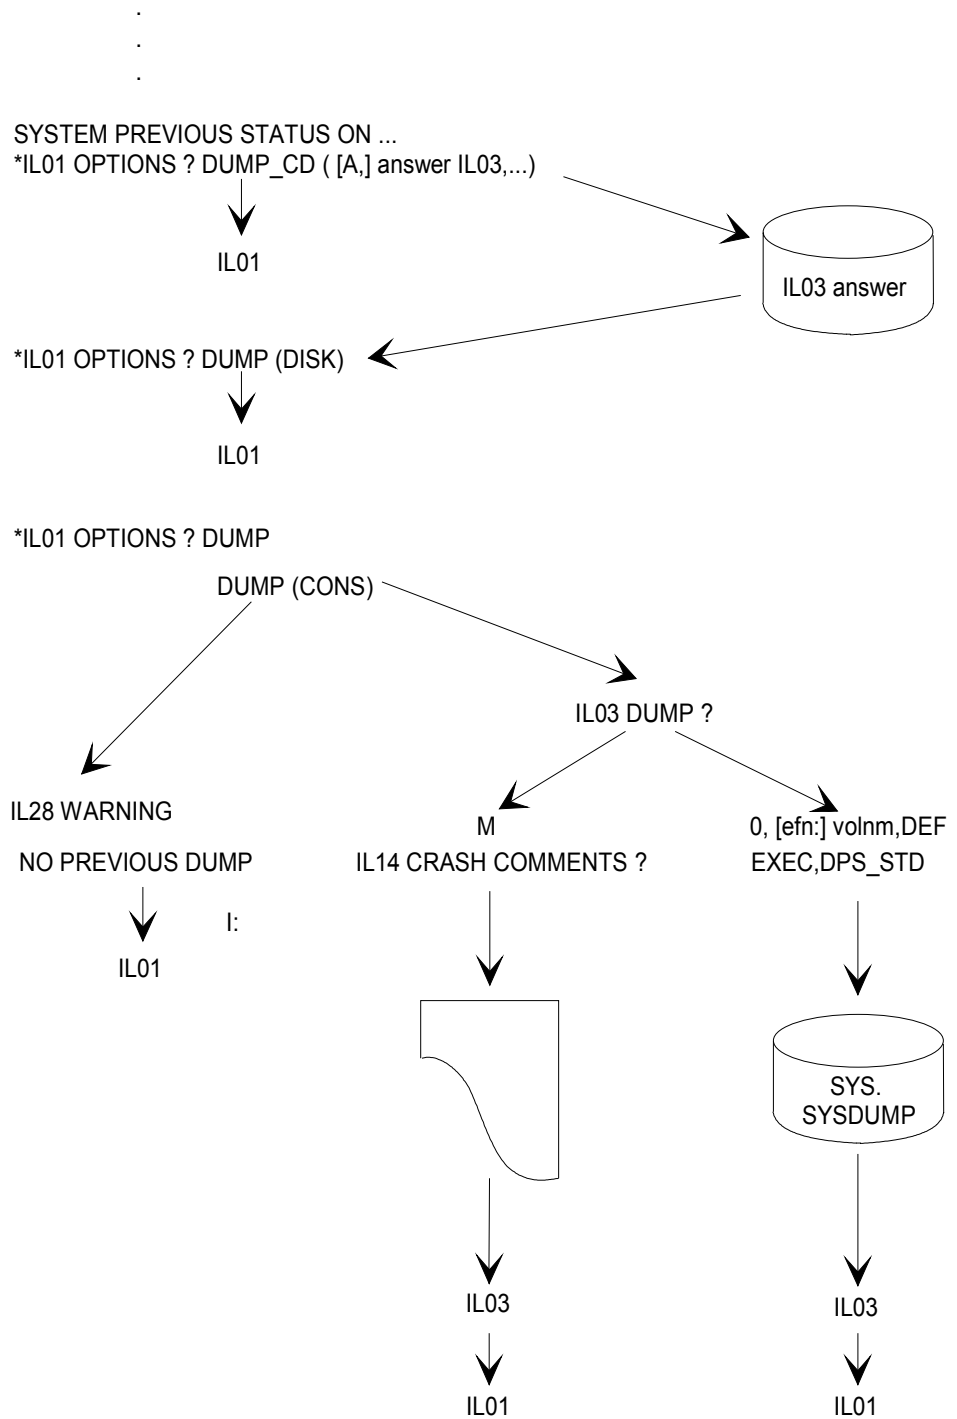 .
.
.
SYSTEM PREVIOUS STATUS ON ...
*IL01 OPTIONS ? DUMP_CD ( [A,] answer IL03,...)
IL01
IL03 answer
*IL01 OPTIONS ? DUMP (DISK)
IL01
*IL01 OPTIONS ? DUMP
DUMP (CONS)
IL03 DUMP ?
IL28 WARNING
NO PREVIOUS DUMP
I:
IL01
M
IL14 CRASH COMMENTS ?
0, [efn:] volnm,DEF
EXEC,DPS_STD
SYS.
SYSDUMP
IL03
IL03
IL01
IL01